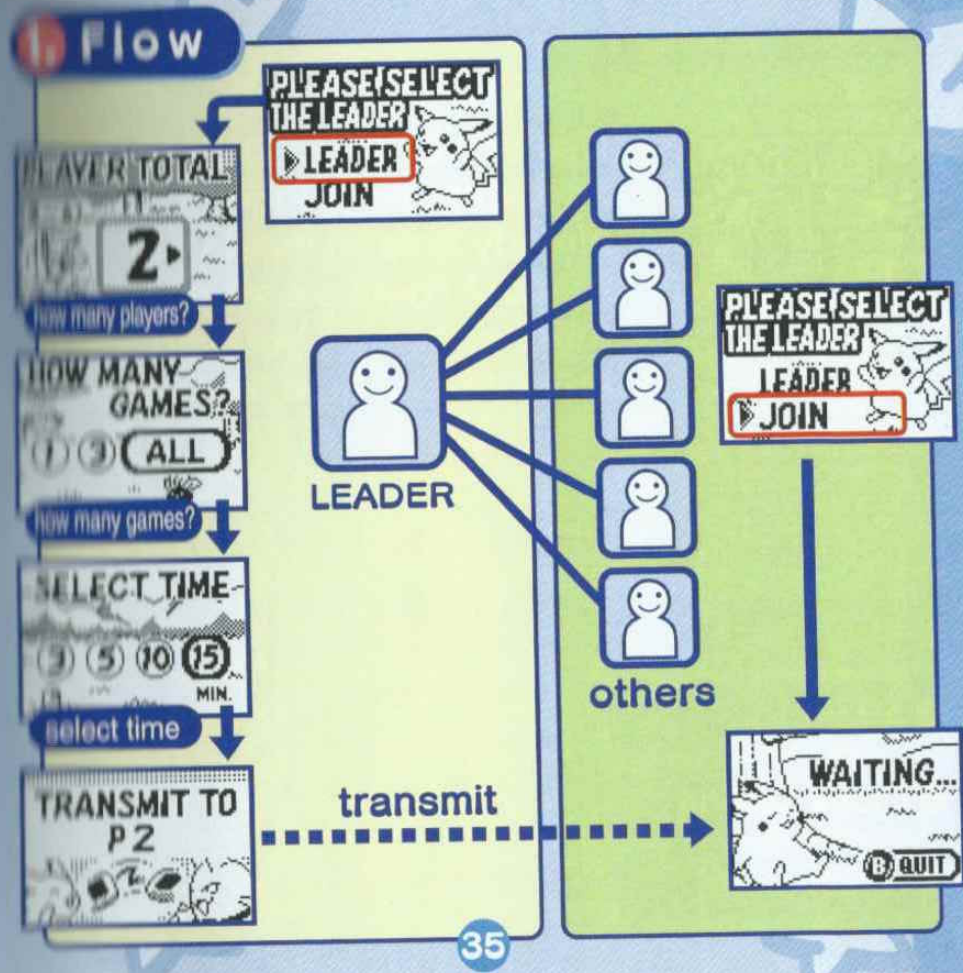 1. Flow
PLEASE SELECT
THE LEADER
LEADER
JOIN
PLAYER TOTAL
2
how many players?
HOW MANY
GAMES?
1 3 ALL
how many games?
SELECT TIME
3 5 10 15
MIN.
select time
TRANSMIT TO
P2
LEADER
transmit
others
PLEASE SELECT
THE LEADER
LEADER
JOIN
WAITING...
B QUIT
35